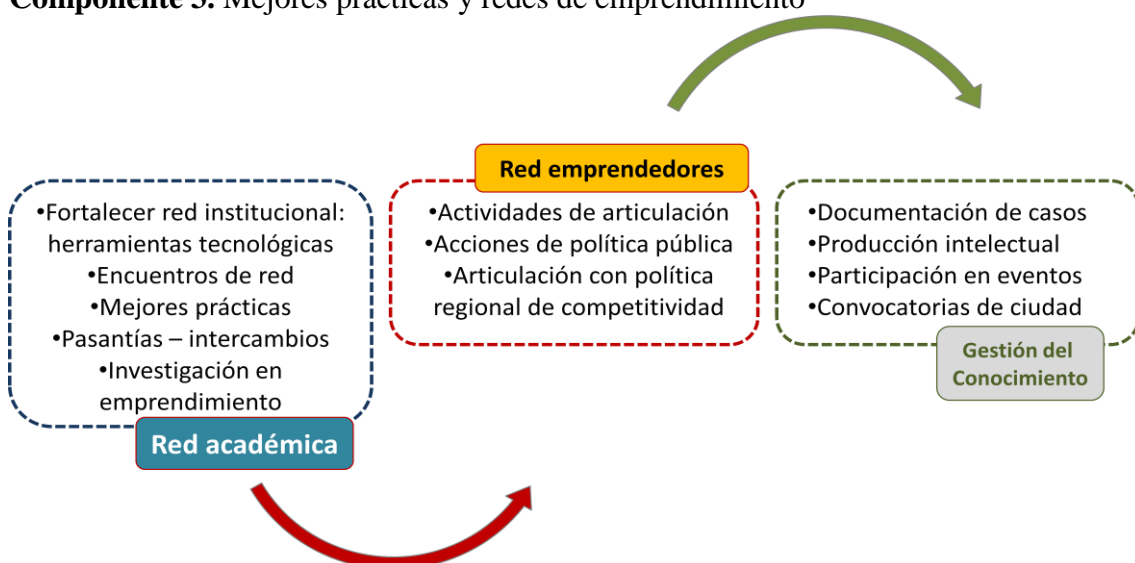 Componente 3. Mejores prácticas y redes de emprendimiento
•Fortalecer red institucional:
herramientas tecnológicas
•Encuentros de red
•Mejores prácticas
•Pasantías – intercambios
•Investigación en
emprendimiento
Red académica
Red emprendedores
•Actividades de articulación
•Acciones de política pública
•Articulación con política
regional de competitividad
•Documentación de casos
•Producción intelectual
•Participación en eventos
•Convocatorias de ciudad
Gestión del
Conocimiento